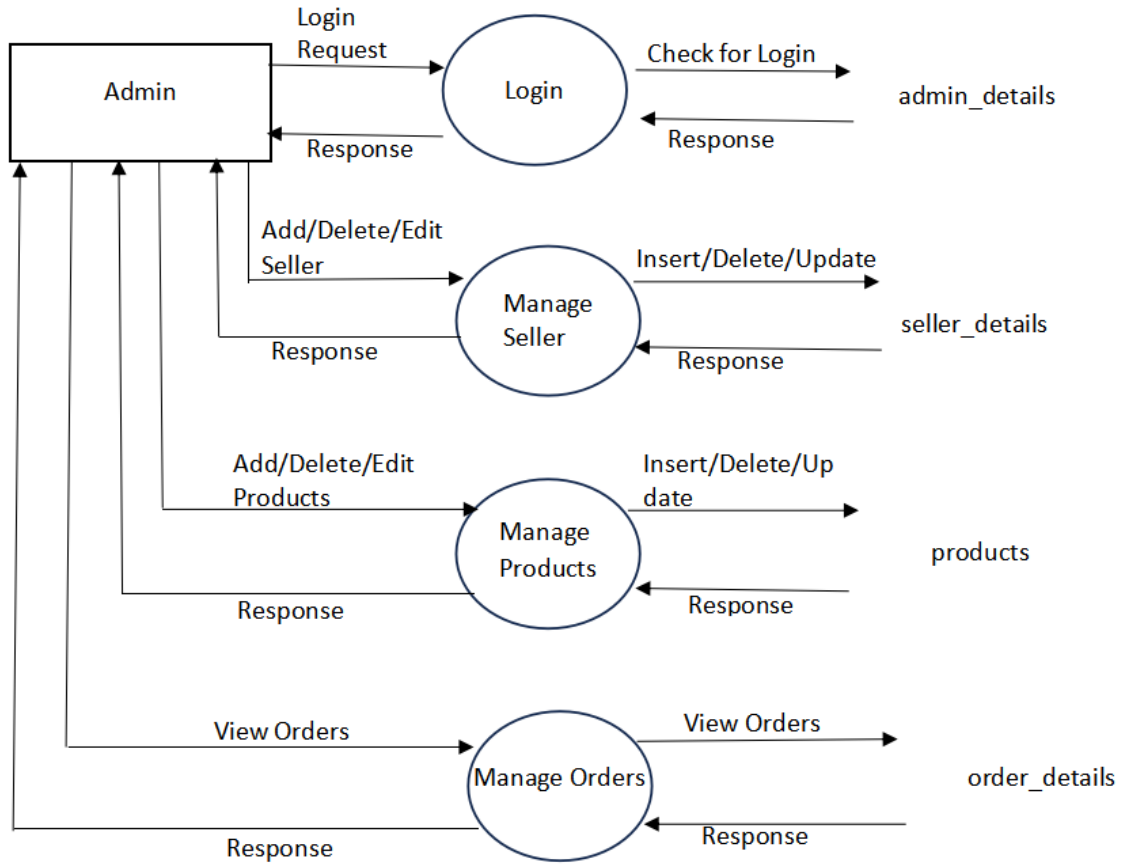 Login
Request
Admin
Login
Check for Login
admin_details
Response
Response
Add/Delete/Edit
Seller
Manage
Seller
Insert/Delete/Update
seller_details
Response
Response
Add/Delete/Edit
Products
Manage
Products
Insert/Delete/Up
date
products
Response
Response
View Orders
Manage Orders
View Orders
order_details
Response
Response